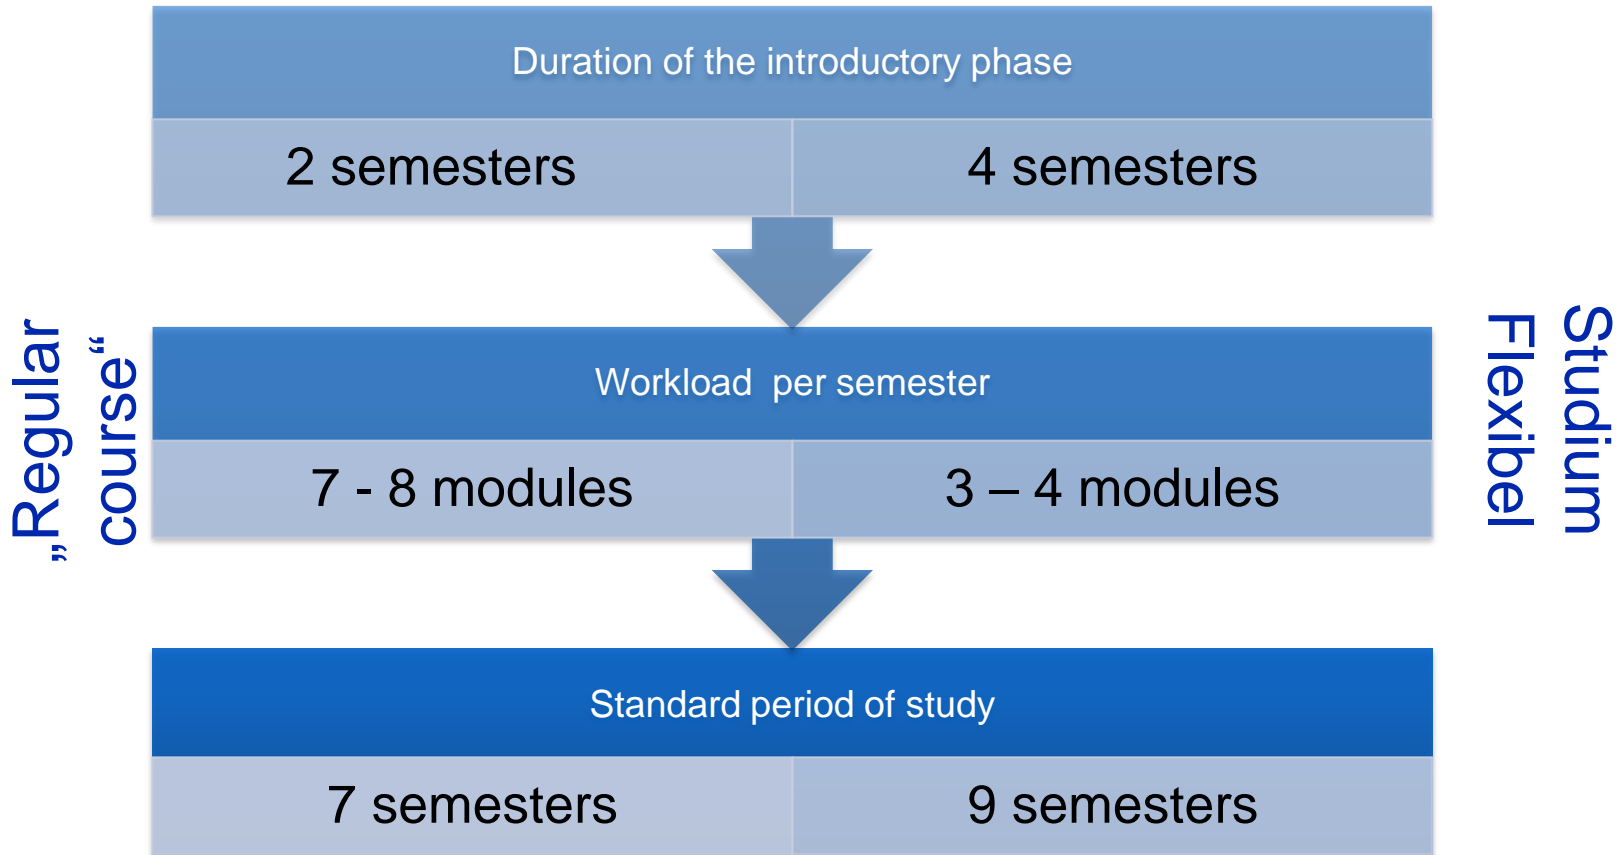 Duration of the introductory phase
2 semesters
4 semesters
„Regular
course”
Workload  per semester
7 - 8 modules
3 – 4 modules
Studium
Flexibel
Standard period of study
7 semesters
9 semesters